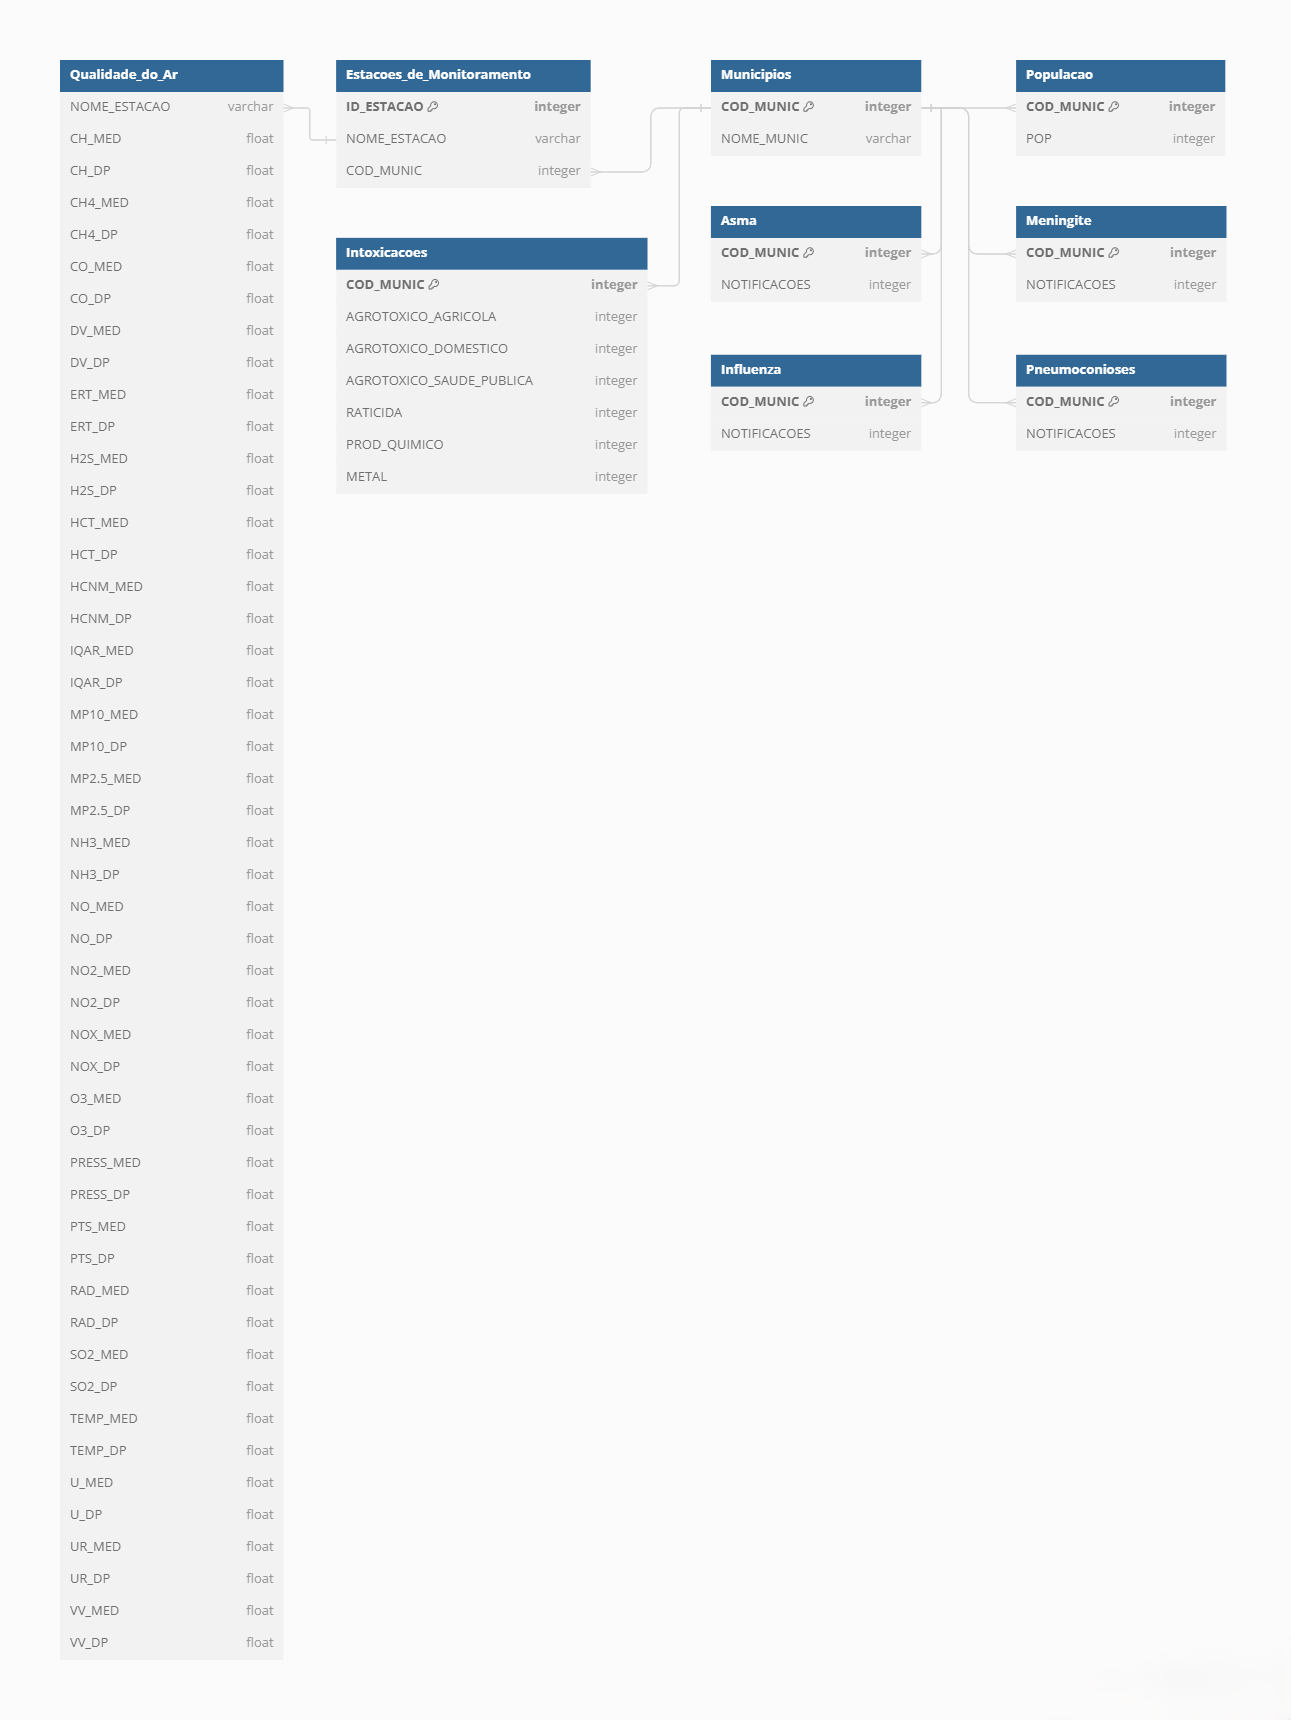 Qualidade_do_Ar
NOME_ESTACAO varchar
CH_MED float
CH_DP float
CH4_MED float
CH4_DP float
CO_MED float
CO_DP float
DV_MED float
DV_DP float
ERT_MED float
ERT_DP float
H2S_MED float
H2S_DP float
HCT_MED float
HCT_DP float
HCNM_MED float
HCNM_DP float
IQAR_MED float
IQAR_DP float
MP10_MED float
MP10_DP float
MP2.5_MED float
MP2.5_DP float
NH3_MED float
NH3_DP float
NO_MED float
NO_DP float
NO2_MED float
NO2_DP float
NOX_MED float
NOX_DP float
O3_MED float
O3_DP float
PRESS_MED float
PRESS_DP float
PTS_MED float
PTS_DP float
RAD_MED float
RAD_DP float
SO2_MED float
SO2_DP float
TEMP_MED float
TEMP_DP float
U_MED float
U_DP float
UR_MED float
UR_DP float
VV_MED float
VV_DP float
Estacoes_de_Monitoramento
ID_ESTACAO integer
NOME_ESTACAO varchar
COD_MUNIC integer
Intoxicacoes
COD_MUNIC integer
AGROTOXICO_AGRICOLA integer
AGROTOXICO_DOMESTICO integer
AGROTOXICO_SAUDE_PUBLICA integer
RATICIDA integer
PROD_QUIMICO integer
METAL integer
Municipios
COD_MUNIC integer
NOME_MUNIC varchar
Asma
COD_MUNIC integer
NOTIFICACOES integer
Influenza
COD_MUNIC integer
NOTIFICACOES integer
Populacao
COD_MUNIC integer
POP integer
Meningite
COD_MUNIC integer
NOTIFICACOES integer
Pneumoconioses
COD_MUNIC integer
NOTIFICACOES integer